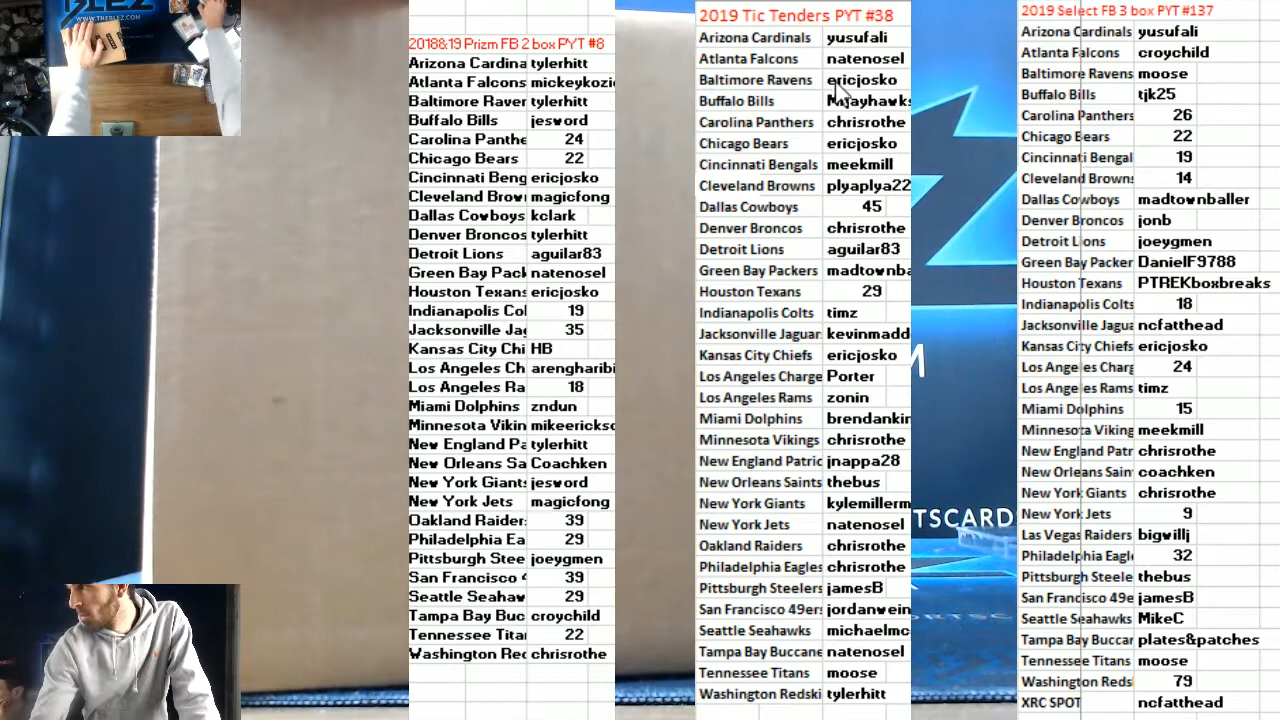 WWW.THEBLEZ.COM
2018&19 Prizm FB 2 box PYT #8
Arizona Cardina tylerhitt
Atlanta Falcons mickeykozi
Baltimore Raver tylerhitt
Buffalo Bills jesword
Carolina Panthe 24
Chicago Bears 22
Cincinnati Beng ericjosko
Cleveland Brow magicfong
Dallas Cowboys kclark
Denver Broncos tylerhitt
Detroit Lions aguilar83
Green Bay Pack natenosel
Houston Texans ericjosko
Indianapolis Col 19
Jacksonville Jag 35
Kansas City Chi HB
Los Angeles Ch arengharibi
Los Angeles Ra 18
Miami Dolphins zndun
Minnesota Vikin mikeerickso
New England Pa tylerhitt
New Orleans Sa Coachken
New York Giants jesword
New York Jets magicfong
Oakland Raider 39
Philadelphia Ea 29
Pittsburgh Stee joeygmen
San Francisco 4 39
Seattle Seahaw 29
Tampa Bay Buc croychild
Tennessee Titar 22
Washington Rec chrisrothe
2019 Tic Tenders PYT #38
Arizona Cardinals yusufali
Atlanta Falcons natenosel
Baltimore Ravens ericjosko
Buffalo Bills
Carolina Panthers chrisrothe
Chicago Bears ericjosko
Cincinnati Bengals meekmill
Cleveland Browns plyaplya22
Dallas Cowboys 45
Denver Broncos chrisrothe
Detroit Lions aguilar83
Green Bay Packers madtownba
Houston Texans 29
Indianapolis Colts timz
Jacksonville Jaguar kevinmadd
Kansas City Chiefs ericjosko
Los Angeles Charge Porter
Los Angeles Rams zonin
Miami Dolphins brendankin
Minnesota Vikings chrisrothe
New England Patric jnappa28
New Orleans Saints thebus
New York Giants kylemillerm
New York Jets natenosel
Oakland Raiders chrisrothe
Philadelphia Eagles chrisrothe
Pittsburgh Steelers jamesB
San Francisco 49er jordanwein
Seattle Seahawks michaelmc
Tampa Bay Buccane natenosel
Tennessee Titans moose
Washington Redski tylerhitt
TSCARD
2019 Select FB 3 box PYT #137
Arizona Cardinals yusufali
Atlanta Falcons croychild
Baltimore Ravens moose
Buffalo Bills tjk25
Carolina Panthers 26
Chicago Bears 22
Cincinnati Bengal 19
Cleveland Browns 14
Dallas Cowboys madtownballer
Denver Broncos jonb
Detroit Lions joeygmen
Green Bay Packer DanielF9788
Houston Texans PTREKboxbreaks
Indianapolis Colts 18
Jacksonville Jagua ncfatthead
Kansas City Chiefs ericjosko
Los Angeles Charg 24
Los Angeles Rams timz
Miami Dolphins 15
Minnesota Viking meekmill
New England Patr chrisrothe
New Orleans Sain coachken
New York Giants chrisrothe
New York Jets 9
Las Vegas Raiders bigwillj
Philadelphia Eagle 32
Pittsburgh Steele thebus
San Francisco 49e jamesB
Seattle Seahawks MikeC
Tampa Bay Buccar plates&patches
Tennessee Titans moose
Washington Reds 79
XRC SPOT ncfatthead